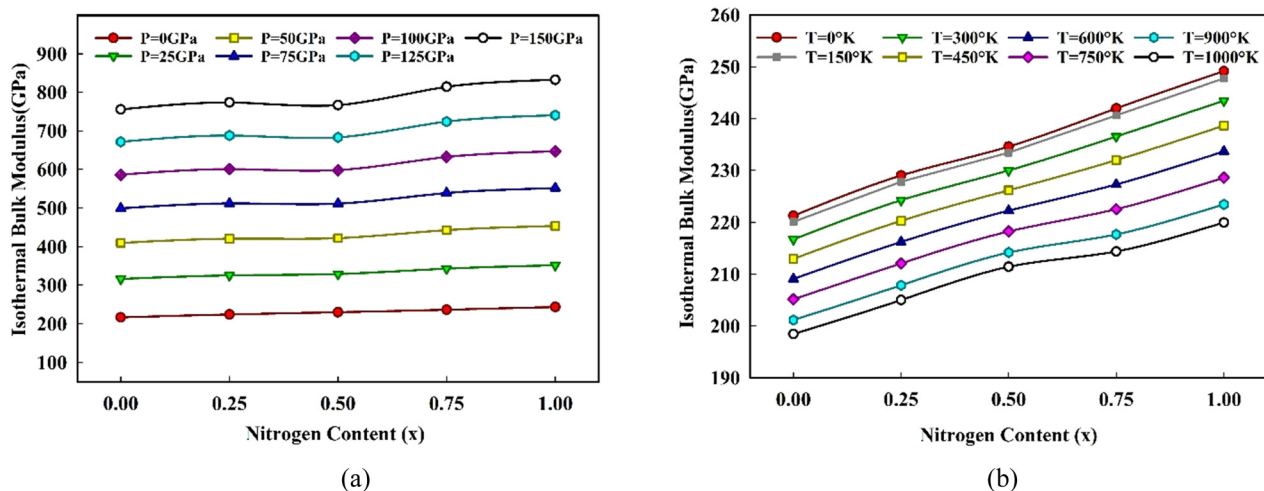 P=0GPa P=50GPa P=100GPa P=150GPa
P=25GPa P=75GPa P=125GPa
900
800
700
600
500
400
300
200
100
Isothermal Bulk Modulus(GPa)
0.00 0.25 0.50 0.75 1.00
Nitrogen Content (x)
(a)
T=0°K T=300°K T=600°K T=900°K
T=150°K T=450°K T=750°K T=1000°K
260
250
240
230
220
210
200
190
Isothermal Bulk Modulus(GPa)
0.00 0.25 0.50 0.75 1.00
Nitrogen Content (x)
(b)